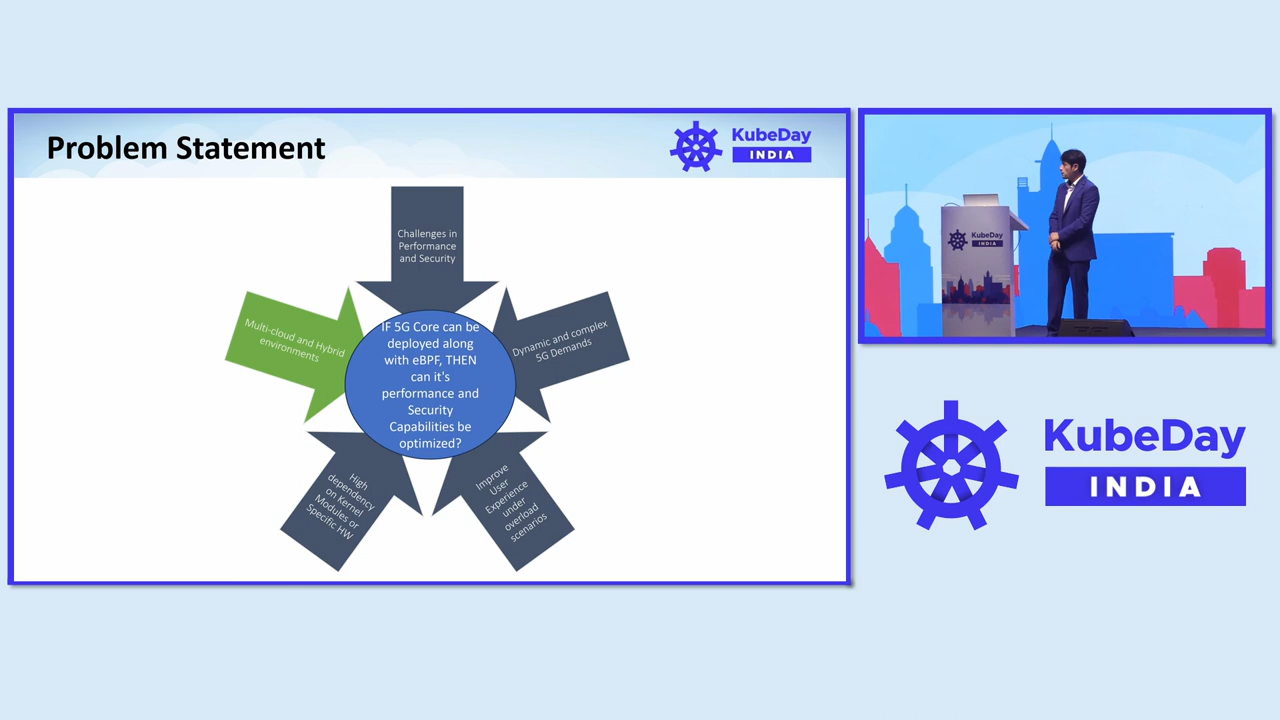 Problem Statement
KubeDay
INDIA
Challenges in
Performance
and Security
Multi-cloud and Hybrid
environments
IF 5G Core can be
deployed along
with eBPF, THEN
can it's
performance and
Security
Capabilities be
optimized?
Dynamic and complex
5G Demands
High
dependency
on Kernel
Modules or
Specific HW
Improve
User
Experience
under
overload
scenarios
KubeDay
INDIA
KubeDay
INDIA